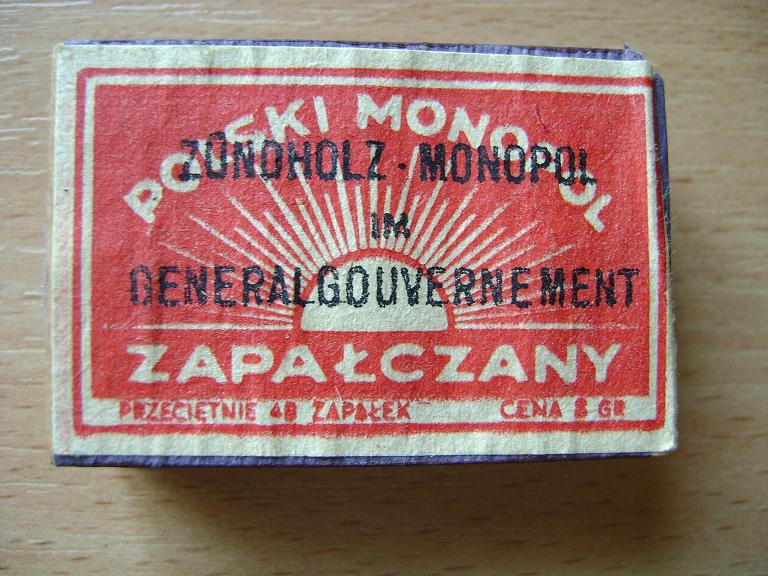 POLSKI MONOPOL
ZÜNDHOLZ · MONOPOL
IM
GENERALGOUVERNEMENT
ZAPAŁCZANY
PRZECIĘTNIE 48 ZAPAŁEK CENA 8 GR